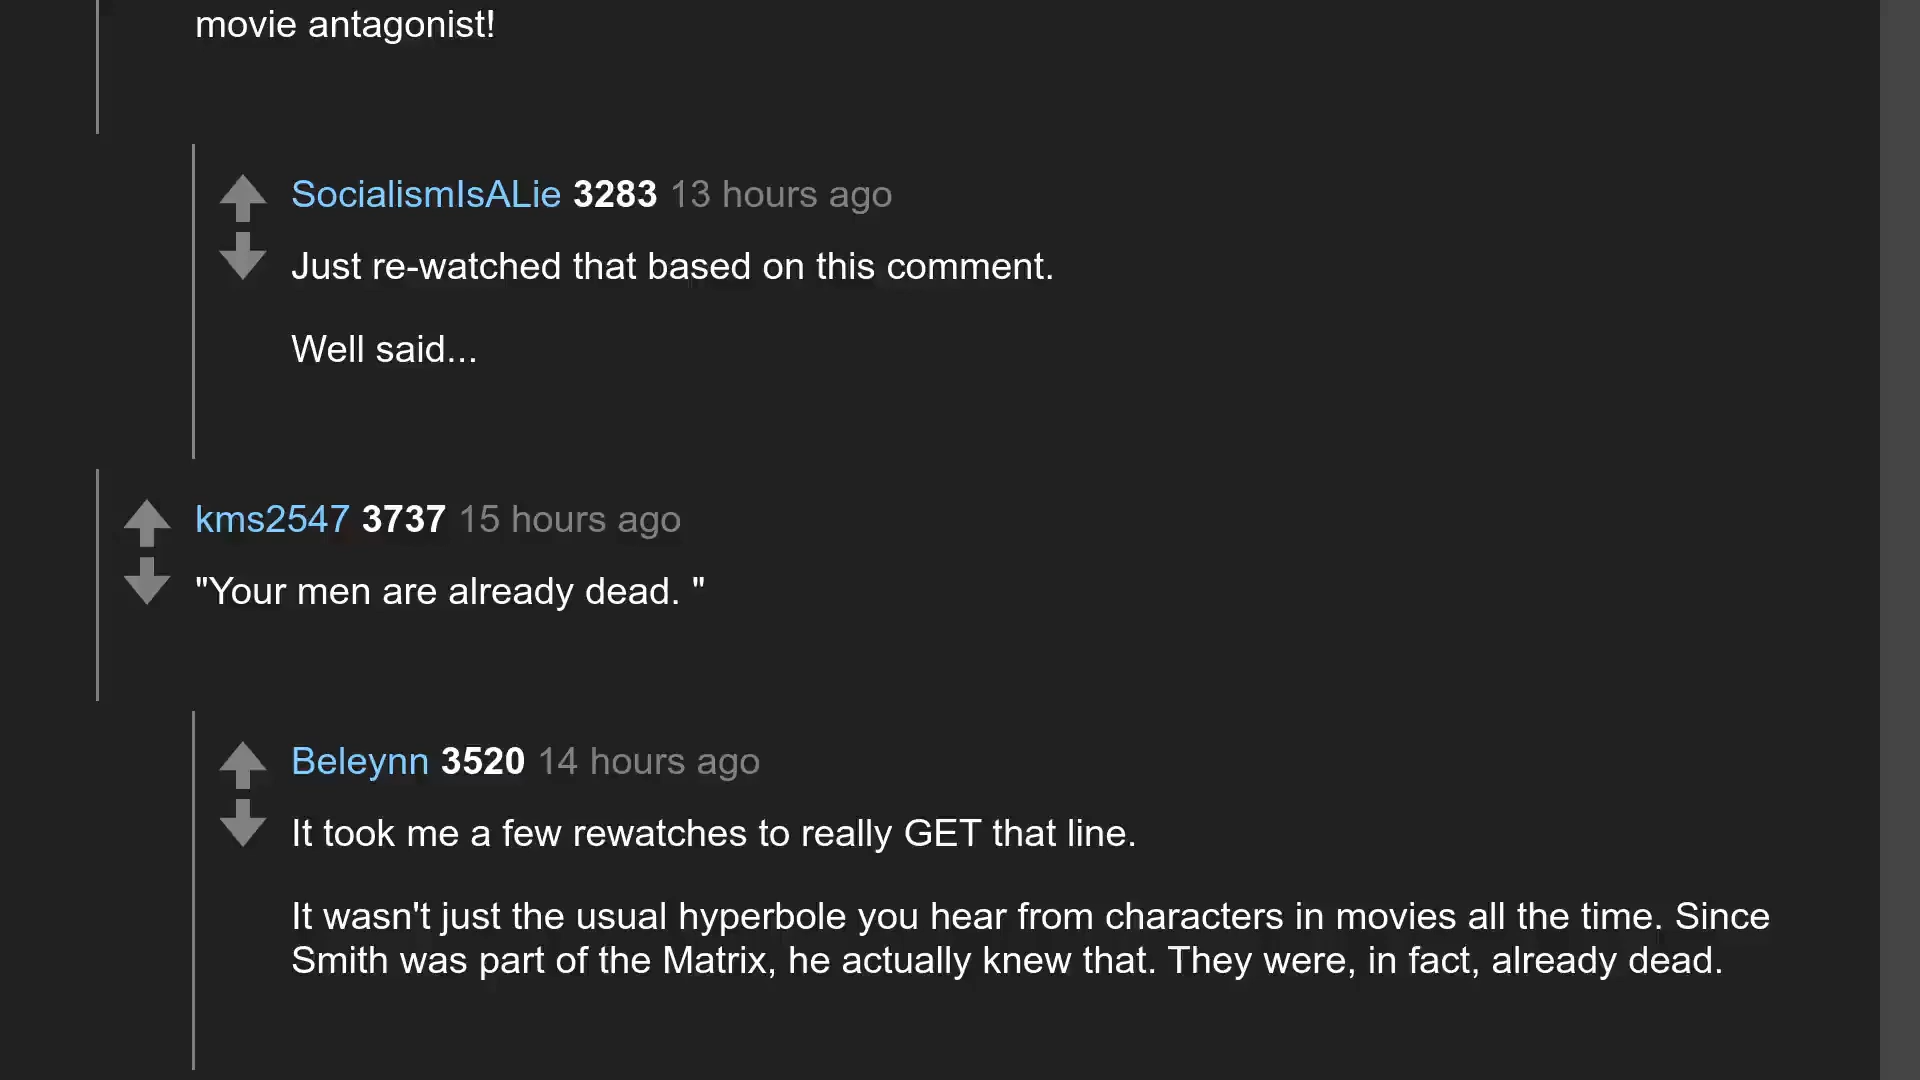 movie antagonist!
SocialismIsALie 3283 13 hours ago
Just re-watched that based on this comment.
Well said...
kms2547 3737 15 hours ago
"Your men are already dead. "
Beleynn 3520 14 hours ago
It took me a few rewatches to really GET that line.
It wasn't just the usual hyperbole you hear from characters in movies all the time. Since
Smith was part of the Matrix, he actually knew that. They were, in fact, already dead.